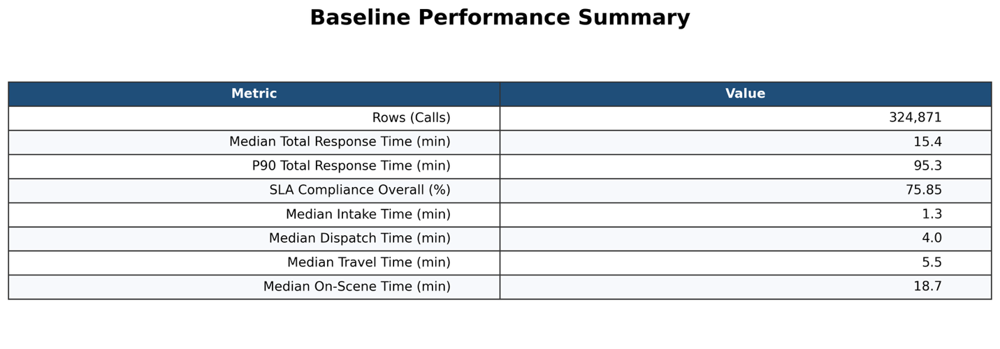 Baseline Performance Summary
Metric Value
Rows (Calls) 324,871
Median Total Response Time (min) 15.4
P90 Total Response Time (min) 95.3
SLA Compliance Overall (%) 75.85
Median Intake Time (min) 1.3
Median Dispatch Time (min) 4.0
Median Travel Time (min) 5.5
Median On-Scene Time (min) 18.7